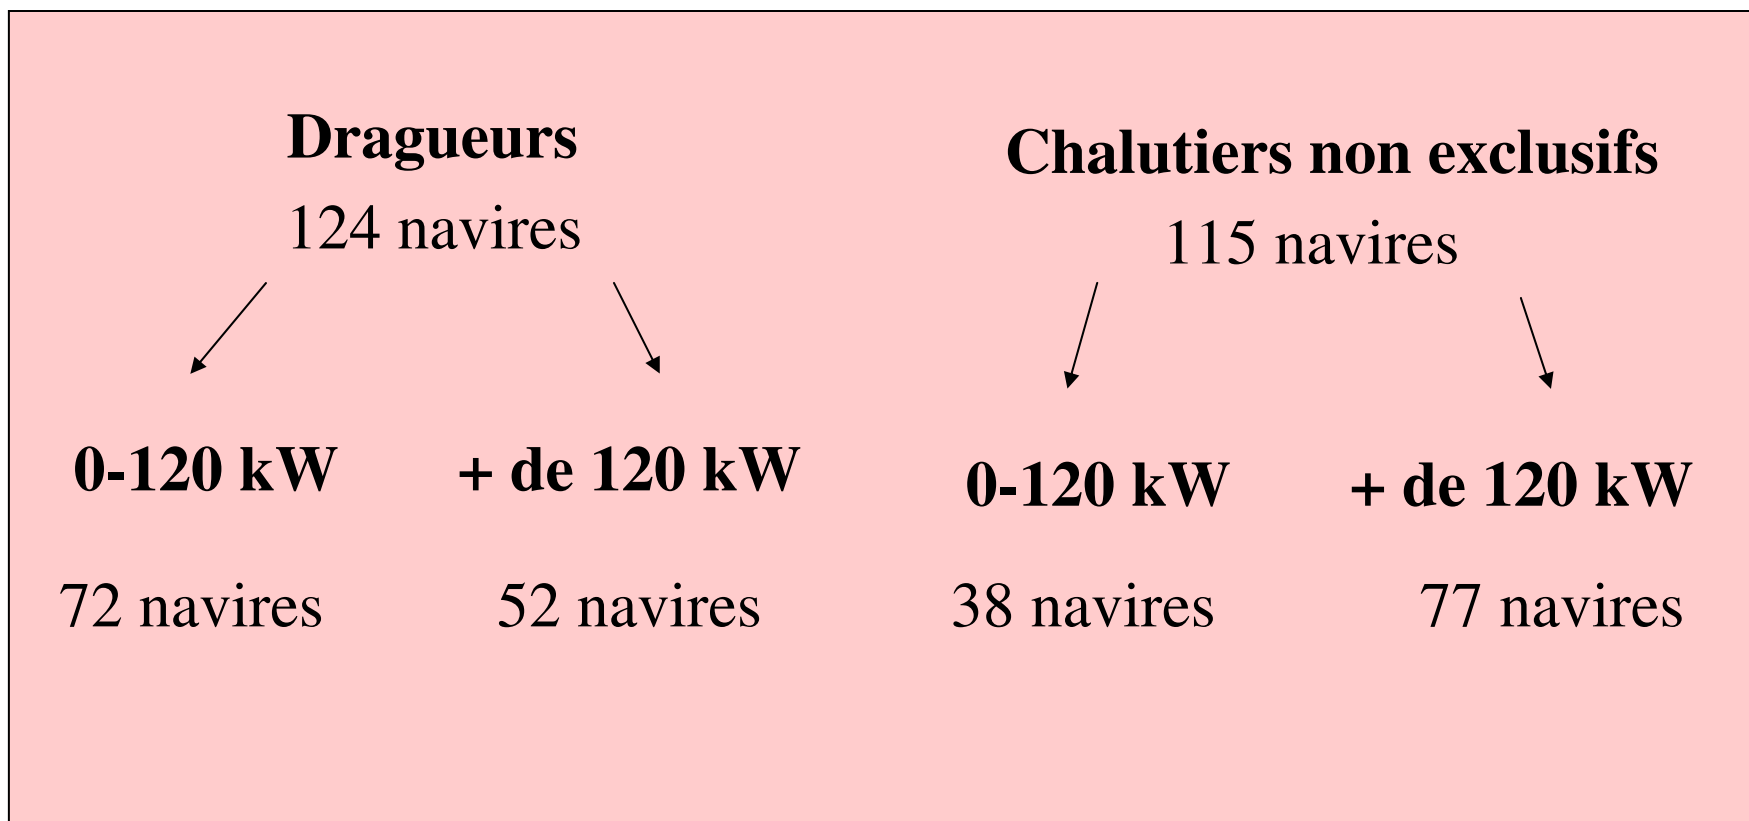 Dragueurs
124 navires
0-120 kW
+ de 120 kW
72 navires
52 navires
Chalutiers non exclusifs
115 navires
0-120 kW
+ de 120 kW
38 navires
77 navires